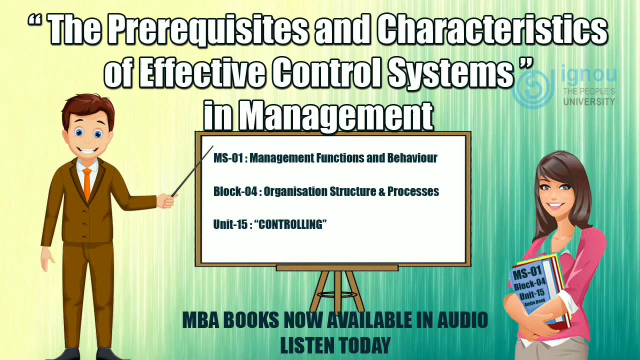 “ The Prerequisites and Characteristics
of Effective Control Systems ”
in Management
ignou
THE PEOPLE'S
UNIVERSITY
MS-01 : Management Functions and Behaviour
Block-04 : Organisation Structure & Processes
Unit-15 : “CONTROLLING”
MS-01
Block-04
Unit-15
Audio Book
MBA BOOKS NOW AVAILABLE IN AUDIO
LISTEN TODAY